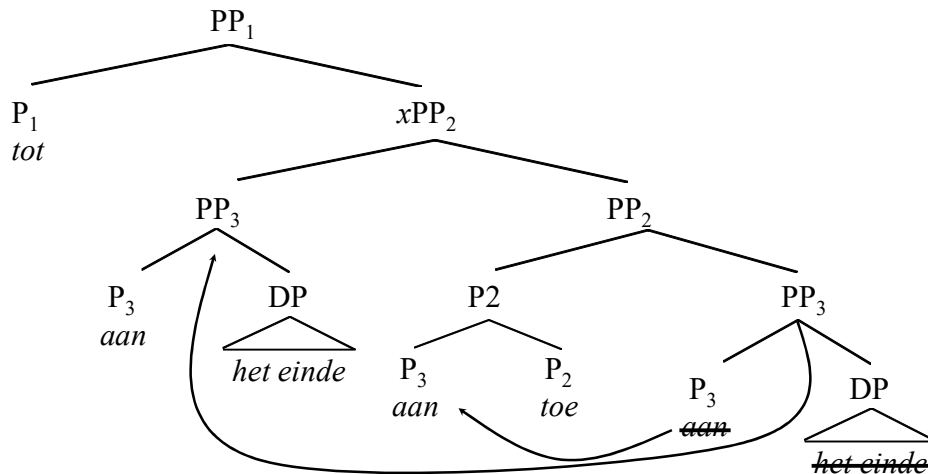 PP₁
P₁ xPP₂
tot
PP₃ PP₂
P₃ DP P2 PP₃
aan het einde P₃ P₂ P₃ DP
aan toe aan
het einde